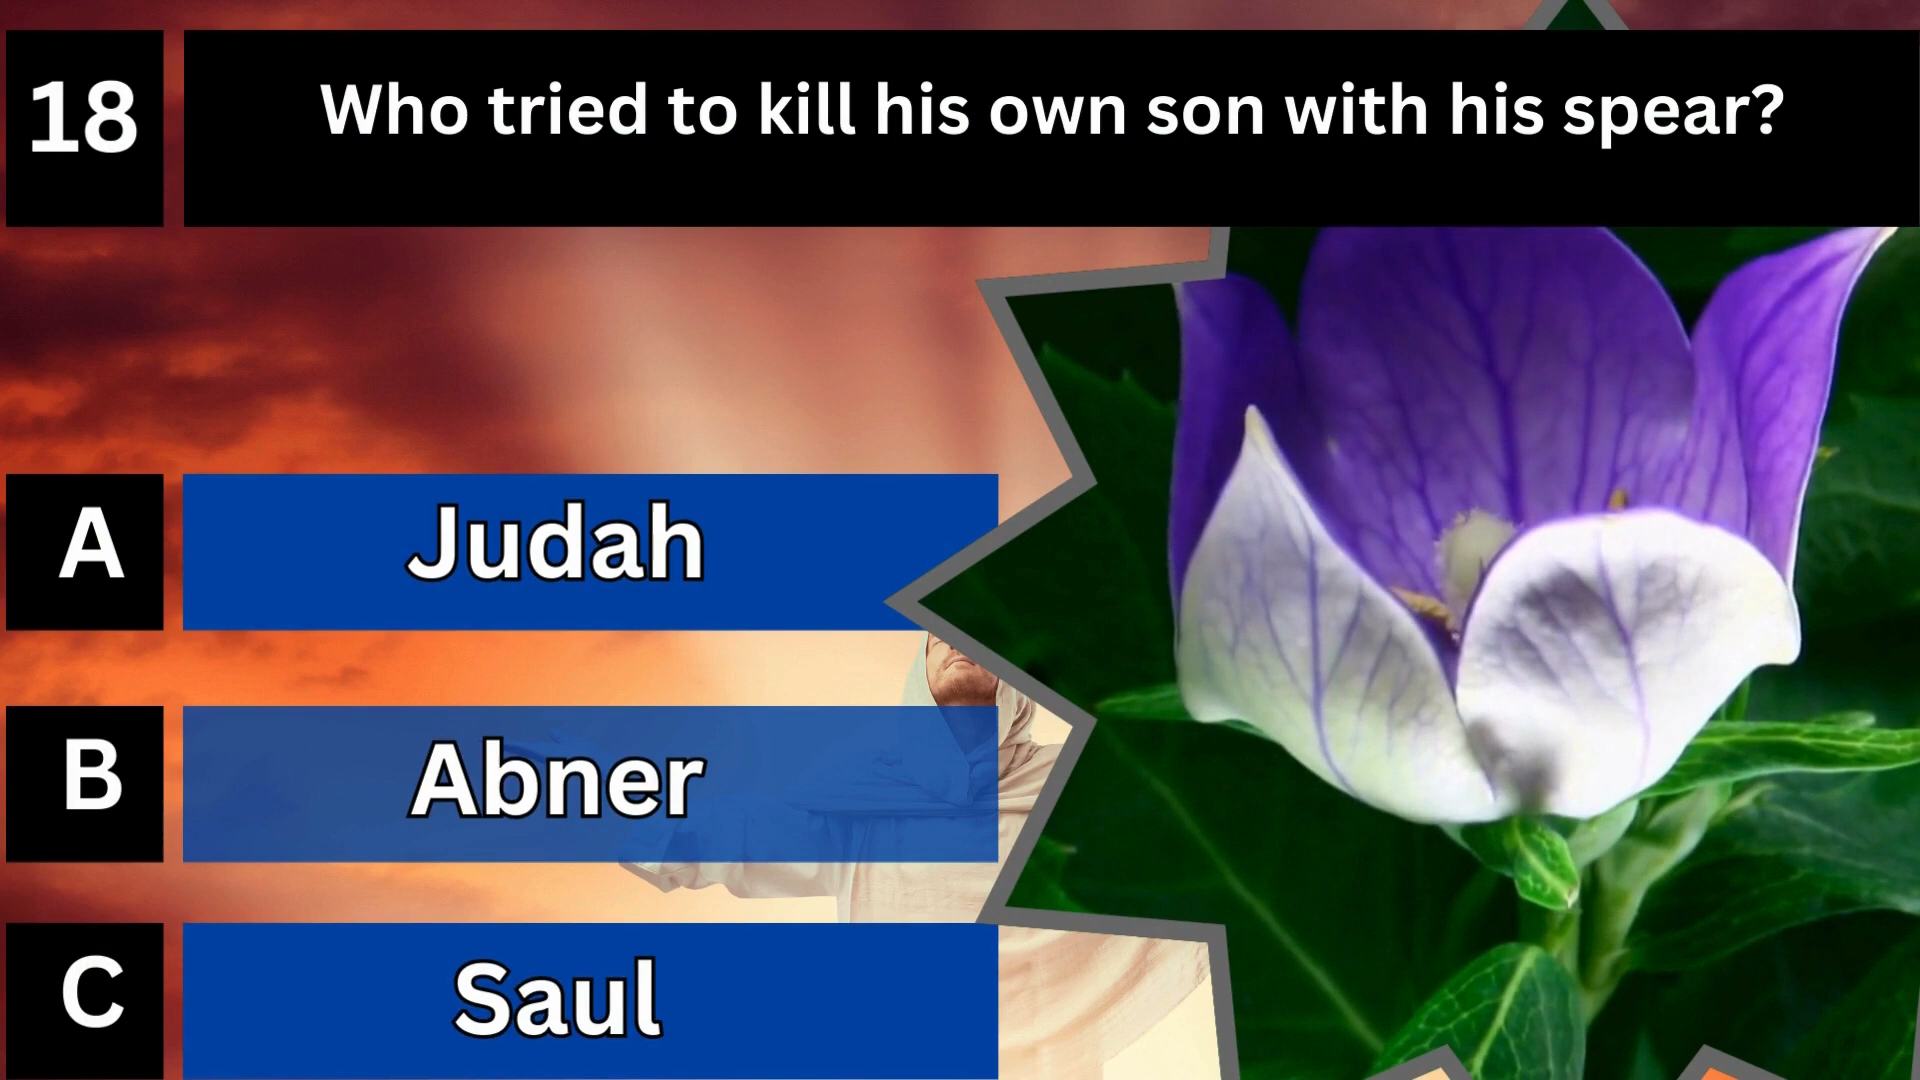 18
Who tried to kill his own son with his spear?
A
Judah
B
Abner
C
Saul